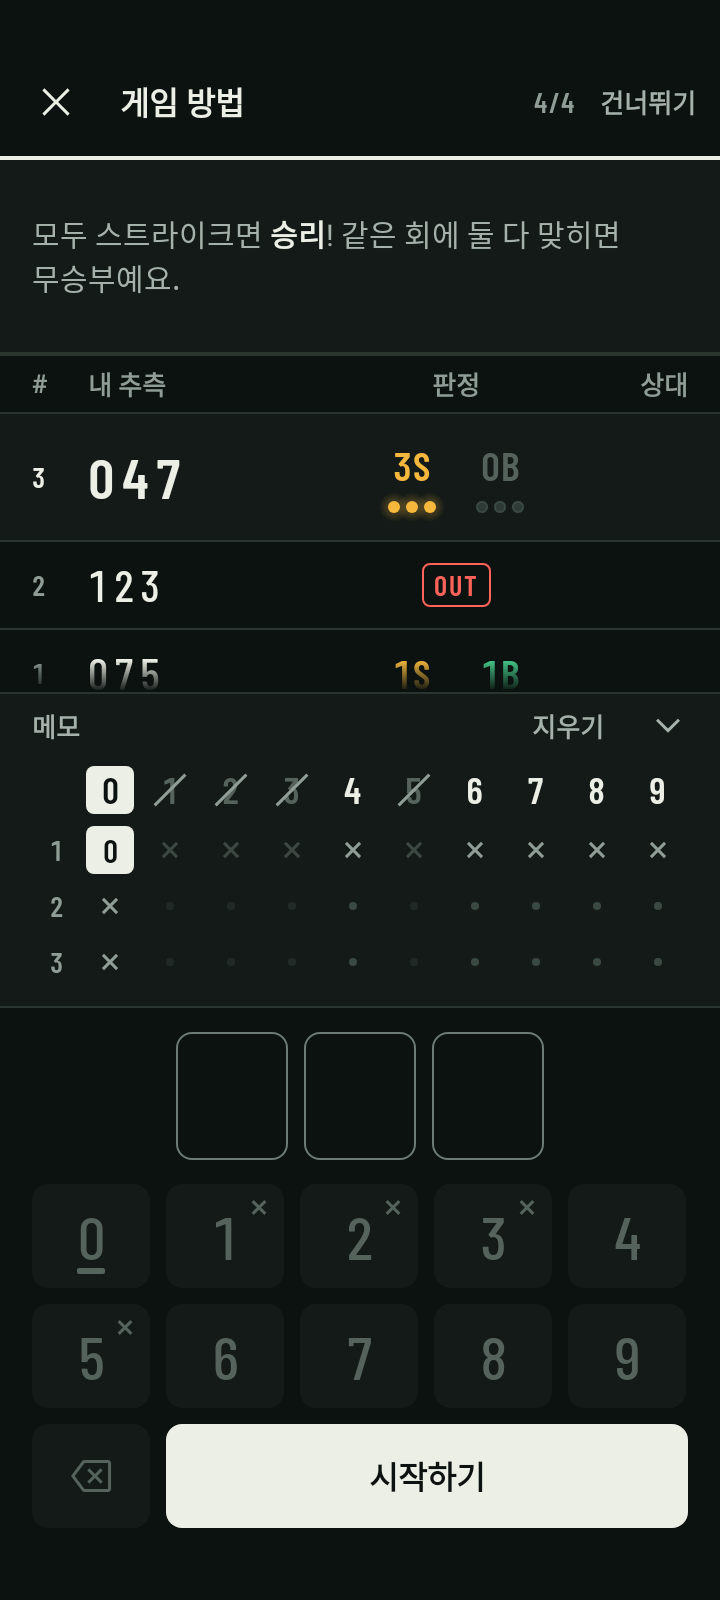 게임 방법 4/4 건너뛰기
모두 스트라이크면 승리! 같은 회에 둘 다 맞히면
무승부예요.
# 내 추측 판정 상대
3 047 3S 0B
2 123 OUT
1 075 1S 1B
메모 지우기
0 1 2 3 4 5 6 7 8 9
1 0 × × × × × × × × ×
2 ×
3 ×
0 1 × 2 × 3 × 4
5 × 6 7 8 9
시작하기